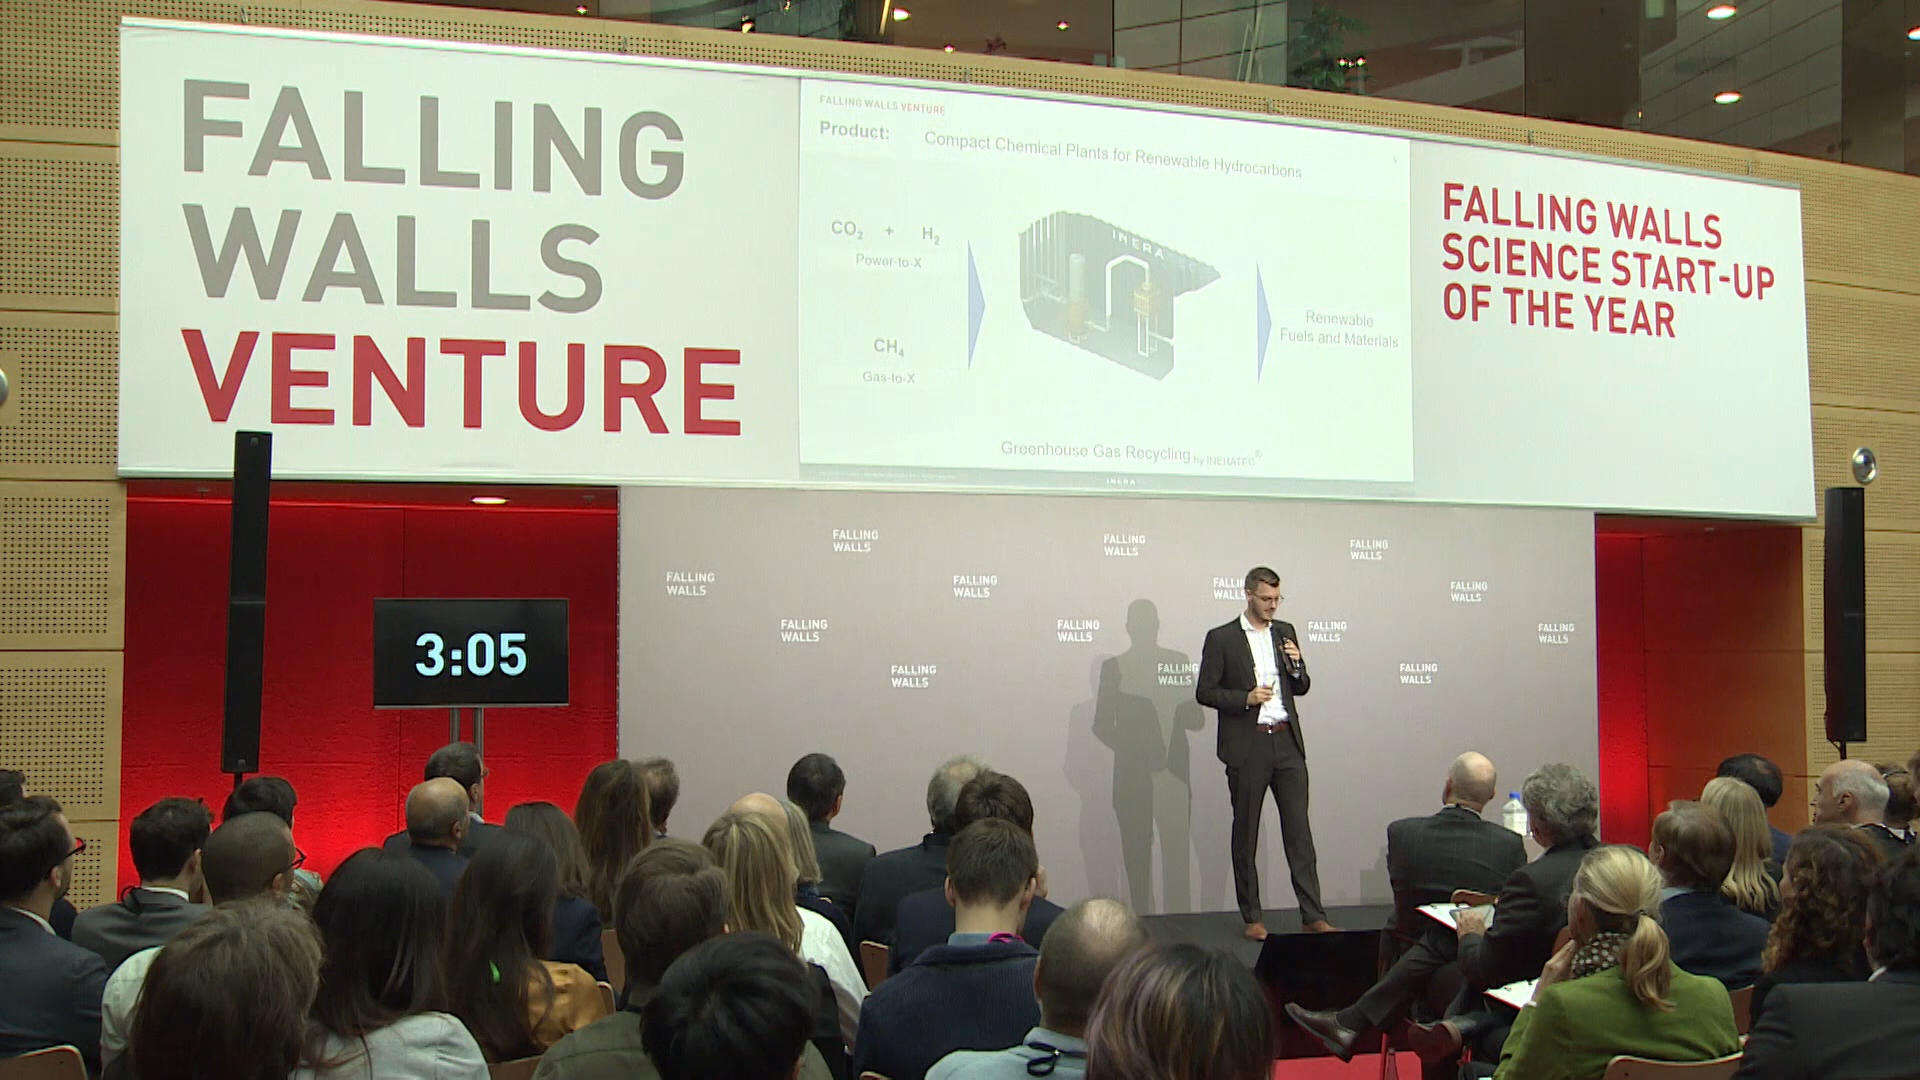 FALLING
WALLS
VENTURE
FALLING WALLS VENTURE
Product: Compact Chemical Plants for Renewable Hydrocarbons
CO₂ + H₂
Power-to-X
CH₄
Gas-to-X
INERA
Renewable
Fuels and Materials
Greenhouse Gas Recycling by INERATEC®
INERA
FALLING WALLS
SCIENCE START-UP
OF THE YEAR
3:05
FALLING
WALLS
FALLING
WALLS
FALLING
WALLS
FALLING
WALLS
FALLING
WALLS
FALLING
WALLS
FALLING
WALLS
FALLING
WALLS
FALLING
WALLS
FALLING
WALLS
FALLING
WALLS
FALLING
WALLS
FALLING
WALLS
FALLING
WALLS